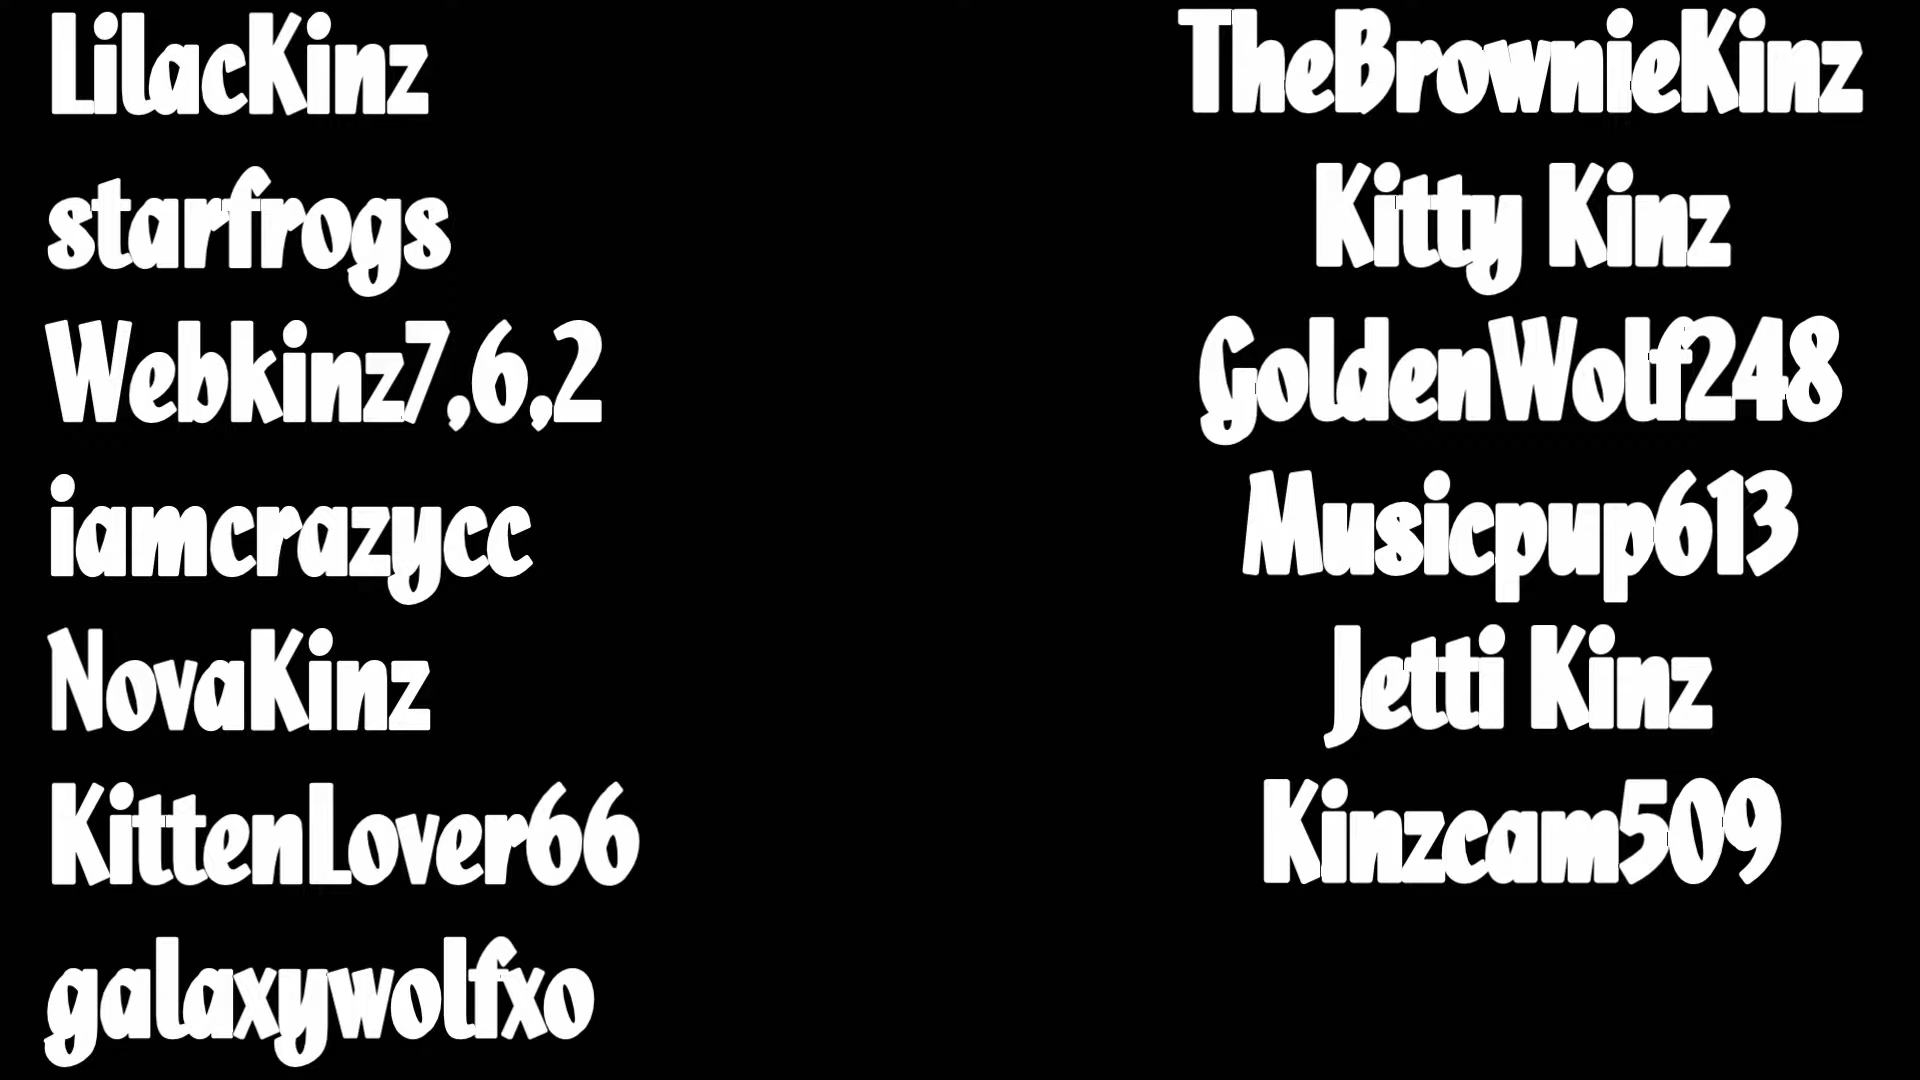 LilacKinz
starfrogs
Webkinz7,6,2
iamcrazycc
NovaKinz
KittenLover66
galaxywolfxo
TheBrownieKinz
Kitty Kinz
GoldenWolf248
Musicpup613
Jetti Kinz
Kinzcam509